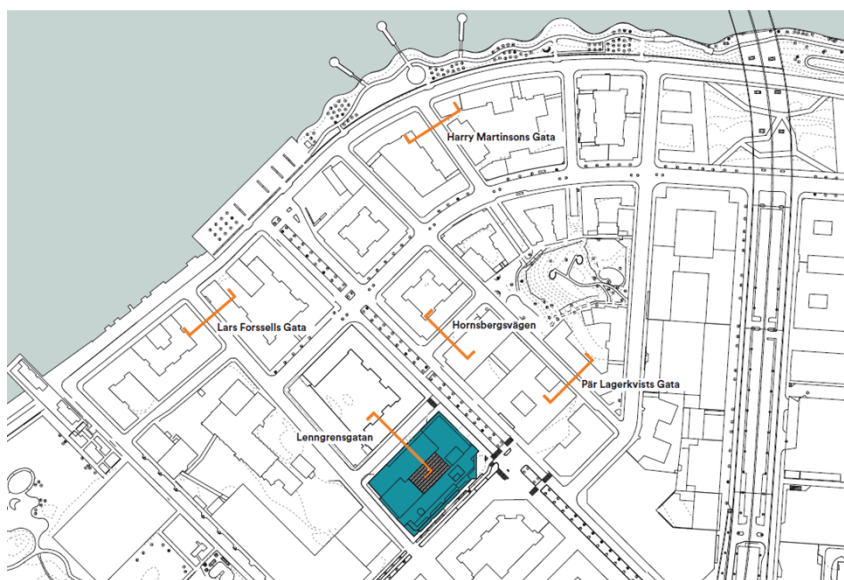 Harry Martinsons Gata
Lars Forssells Gata
Hornsbergsvägen
Pär Lagerkvists Gata
Lenngrensgatan